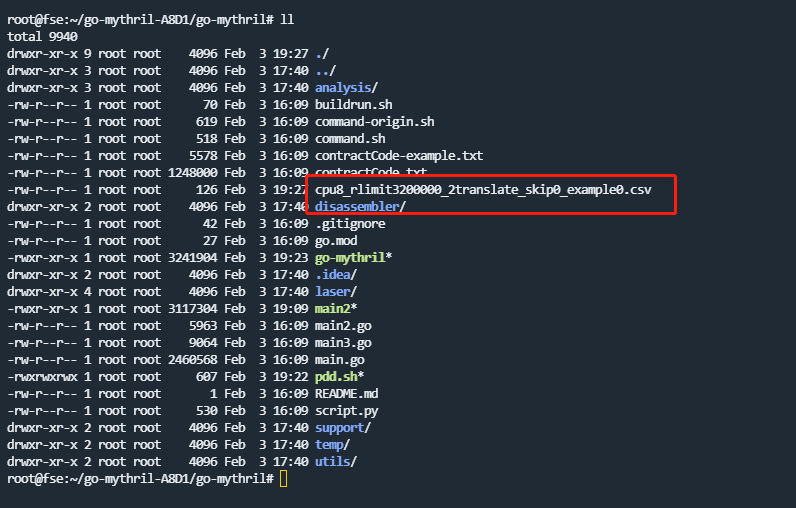 root@fse:~/go-mythril-A8D1/go-mythril# ll
total 9940
drwxr-xr-x 9 root root    4096 Feb  3 19:27 ./
drwxr-xr-x 3 root root    4096 Feb  3 17:40 ../
drwxr-xr-x 3 root root    4096 Feb  3 17:40 analysis/
-rw-r--r-- 1 root root      70 Feb  3 16:09 buildrun.sh
-rw-r--r-- 1 root root     619 Feb  3 16:09 command-origin.sh
-rw-r--r-- 1 root root     518 Feb  3 16:09 command.sh
-rw-r--r-- 1 root root    5578 Feb  3 16:09 contractCode-example.txt
-rw-r--r-- 1 root root 1248000 Feb  3 16:09 contractCode.txt
-rw-r--r-- 1 root root     126 Feb  3 19:27 cpu8_rlimit3200000_2translate_skip0_example0.csv
drwxr-xr-x 2 root root    4096 Feb  3 17:40 disassembler/
-rw-r--r-- 1 root root      42 Feb  3 16:09 .gitignore
-rw-r--r-- 1 root root      27 Feb  3 16:09 go.mod
-rwxr-xr-x 1 root root 3241904 Feb  3 19:23 go-mythril*
drwxr-xr-x 2 root root    4096 Feb  3 17:40 .idea/
drwxr-xr-x 4 root root    4096 Feb  3 17:40 laser/
-rwxr-xr-x 1 root root 3117304 Feb  3 19:09 main2*
-rw-r--r-- 1 root root    5963 Feb  3 16:09 main2.go
-rw-r--r-- 1 root root    9064 Feb  3 16:09 main3.go
-rw-r--r-- 1 root root 2460568 Feb  3 16:09 main.go
-rwxrwxrwx 1 root root     607 Feb  3 19:22 pdd.sh*
-rw-r--r-- 1 root root       1 Feb  3 16:09 README.md
-rw-r--r-- 1 root root     530 Feb  3 16:09 script.py
drwxr-xr-x 2 root root    4096 Feb  3 17:40 support/
drwxr-xr-x 2 root root    4096 Feb  3 17:40 temp/
drwxr-xr-x 2 root root    4096 Feb  3 17:40 utils/
root@fse:~/go-mythril-A8D1/go-mythril#